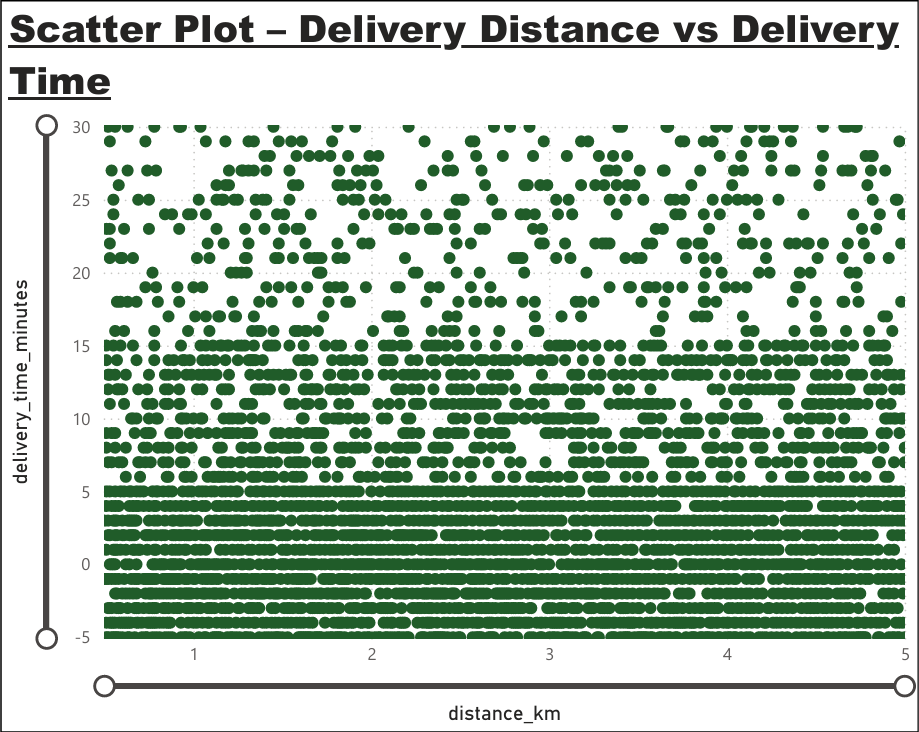 Scatter Plot – Delivery Distance vs Delivery
Time
delivery_time_minutes
30
25
20
15
10
5
0
-5
1 2 3 4 5
distance_km